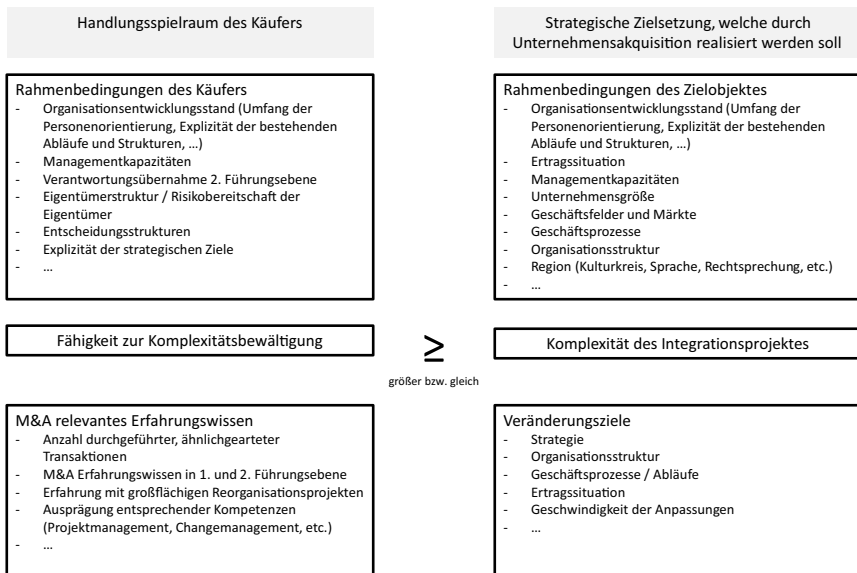 Handlungsspielraum des Käufers
Strategische Zielsetzung, welche durch
Unternehmensakquisition realisiert werden soll
Rahmenbedingungen des Käufers
- Organisationsentwicklungsstand (Umfang der
Personenorientierung, Explizität der bestehenden
Abläufe und Strukturen, ...)
- Managementkapazitäten
- Verantwortungsübernahme 2. Führungsebene
- Eigentümerstruktur / Risikobereitschaft der
Eigentümer
- Entscheidungsstrukturen
- Explizität der strategischen Ziele
- ...
Rahmenbedingungen des Zielobjektes
- Organisationsentwicklungsstand (Umfang der
Personenorientierung, Explizität der bestehenden
Abläufe und Strukturen, ...)
- Ertragssituation
- Managementkapazitäten
- Unternehmensgröße
- Geschäftsfelder und Märkte
- Geschäftsprozesse
- Organisationsstruktur
- Region (Kulturkreis, Sprache, Rechtsprechung, etc.)
- ...
Fähigkeit zur Komplexitätsbewältigung
≥
größer bzw. gleich
Komplexität des Integrationsprojektes
M&A relevantes Erfahrungswissen
- Anzahl durchgeführter, ähnlichgearteter
Transaktionen
- M&A Erfahrungswissen in 1. und 2. Führungsebene
- Erfahrung mit großflächigen Reorganisationsprojekten
- Ausprägung entsprechender Kompetenzen
(Projektmanagement, Changemanagement, etc.)
- ...
Veränderungsziele
- Strategie
- Organisationsstruktur
- Geschäftsprozesse / Abläufe
- Ertragssituation
- Geschwindigkeit der Anpassungen
- ...